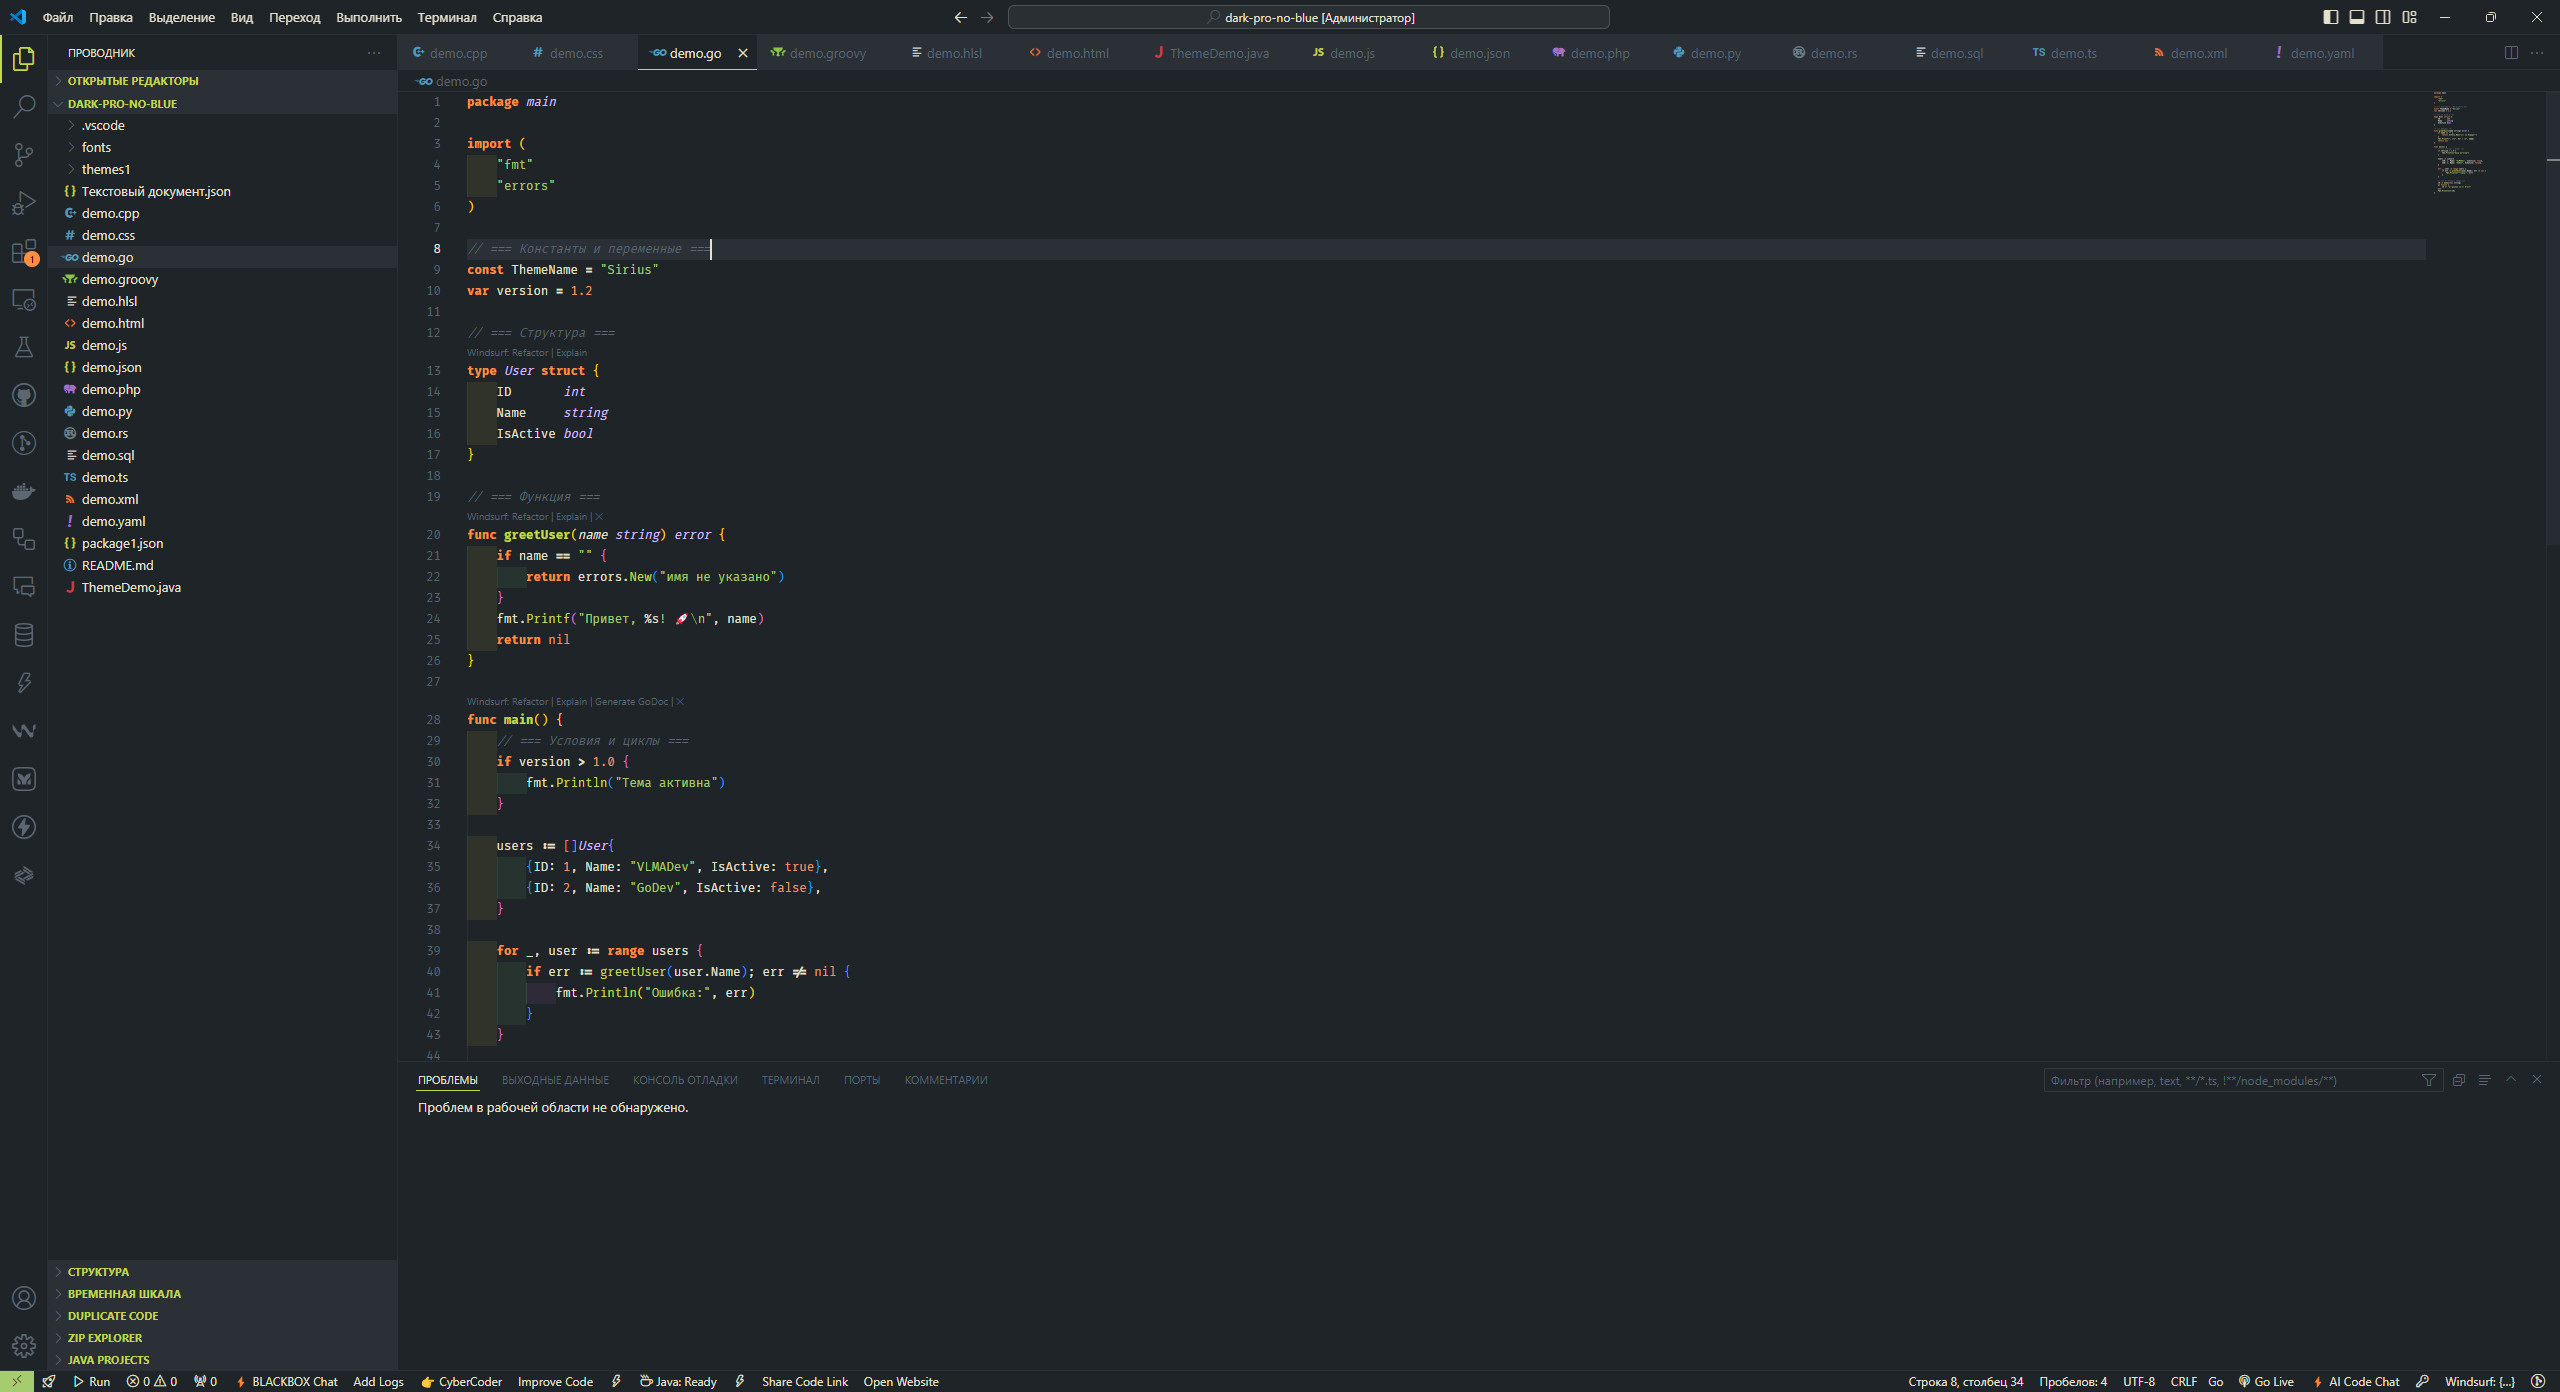 Файл Правка Выделение Вид Переход Выполнить Терминал Справка
dark-pro-no-blue [Администратор]
ПРОВОДНИК
ОТКРЫТЫЕ РЕДАКТОРЫ
DARK-PRO-NO-BLUE
.vscode
fonts
themes1
{} Текстовый документ.json
demo.cpp
# demo.css
GO demo.go
demo.groovy
demo.hlsl
<> demo.html
JS demo.js
{} demo.json
demo.php
demo.py
demo.rs
demo.sql
TS demo.ts
demo.xml
! demo.yaml
{} package1.json
README.md
J ThemeDemo.java
1
СТРУКТУРА
ВРЕМЕННАЯ ШКАЛА
DUPLICATE CODE
ZIP EXPLORER
JAVA PROJECTS
demo.cpp # demo.css GO demo.go demo.groovy demo.hlsl <> demo.html J ThemeDemo.java JS demo.js {} demo.json demo.php demo.py demo.rs demo.sql TS demo.ts demo.xml ! demo.yaml
GO demo.go
1 package main
2
3 import (
4 "fmt"
5 "errors"
6 )
7
8 // === Константы и переменные ===
9 const ThemeName = "Sirius"
10 var version = 1.2
11
12 // === Структура ===
Windsurf: Refactor | Explain
13 type User struct {
14 ID int
15 Name string
16 IsActive bool
17 }
18
19 // === Функция ===
Windsurf: Refactor | Explain | X
20 func greetUser(name string) error {
21 if name == "" {
22 return errors.New("имя не указано")
23 }
24 fmt.Printf("Привет, %s! 🚀\n", name)
25 return nil
26 }
27
Windsurf: Refactor | Explain | Generate GoDoc | X
28 func main() {
29 // === Условия и циклы ===
30 if version > 1.0 {
31 fmt.Println("Тема активна")
32 }
33
34 users := []User{
35 {ID: 1, Name: "VLMADev", IsActive: true},
36 {ID: 2, Name: "GoDev", IsActive: false},
37 }
38
39 for _, user := range users {
40 if err := greetUser(user.Name); err != nil {
41 fmt.Println("Ошибка:", err)
42 }
43 }
44
ПРОБЛЕМЫ ВЫХОДНЫЕ ДАННЫЕ КОНСОЛЬ ОТЛАДКИ ТЕРМИНАЛ ПОРТЫ КОММЕНТАРИИ
Фильтр (например, text, **/*.ts, !**/node_modules/**)
Проблем в рабочей области не обнаружено.
Run 0 0 0 BLACKBOX Chat Add Logs CyberCoder Improve Code Java: Ready Share Code Link Open Website Строка 8, столбец 34 Пробелов: 4 UTF-8 CRLF Go Go Live AI Code Chat Windsurf: {...}